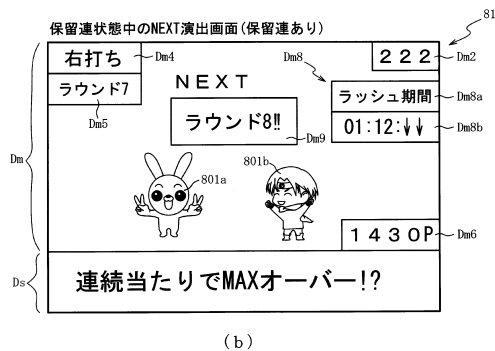 保留連状態中のNEXT演出画面(保留連あり)
81
右打ち
Dm4
222
Dm2
ラウンド7
Dm5
NEXT
Dm8
ラッシュ期間
Dm8a
01:12:↓↓
Dm8b
ラウンド8!!
Dm9
Dm
801a
801b
1430P
Dm6
Ds
連続当たりでMAXオーバー!?
(b)